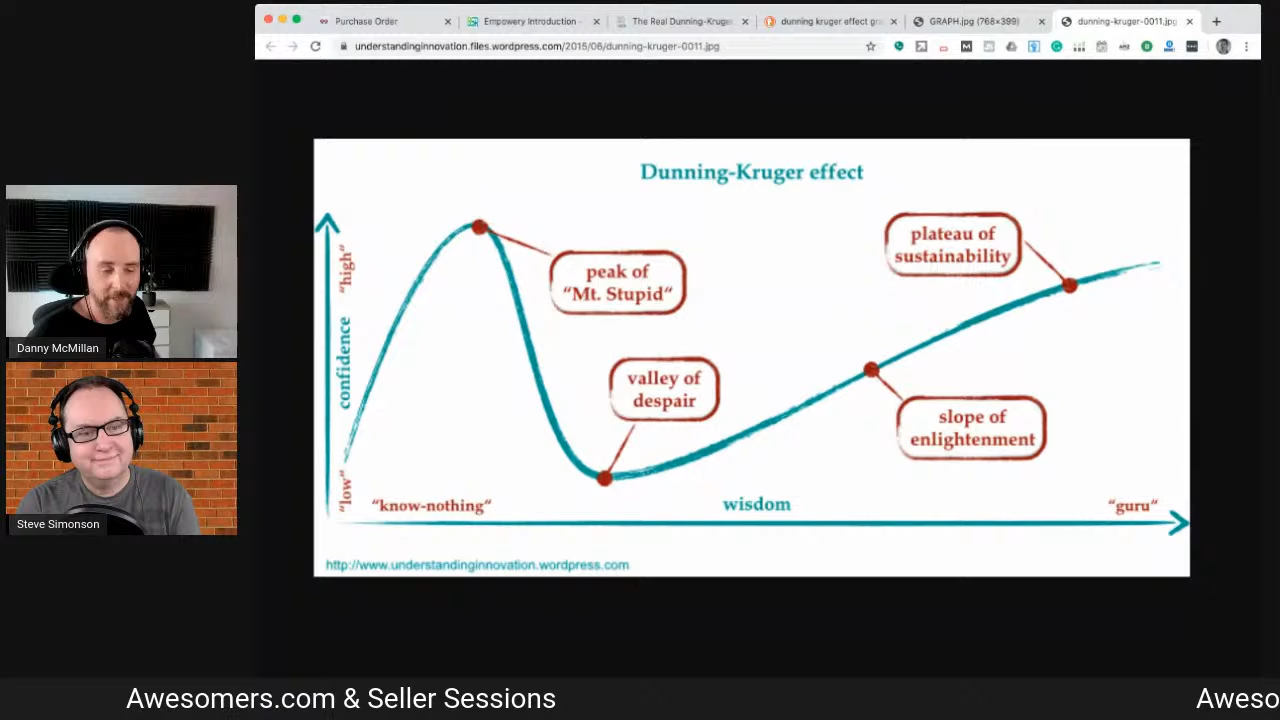 Purchase Order
Empowery Introduction -
The Real Dunning-Kruge
dunning kruger effect gra
GRAPH.jpg (768×399)
dunning-kruger-0011.jpg
understandinginnovation.files.wordpress.com/2015/06/dunning-kruger-0011.jpg
Dunning-Kruger effect
"high"
confidence
"low"
peak of
"Mt. Stupid"
valley of
despair
plateau of
sustainability
slope of
enlightenment
"know-nothing"
wisdom
"guru"
http://www.understandinginnovation.wordpress.com
Danny McMillan
Steve Simonson
Awesomers.com & Seller Sessions
Aweso